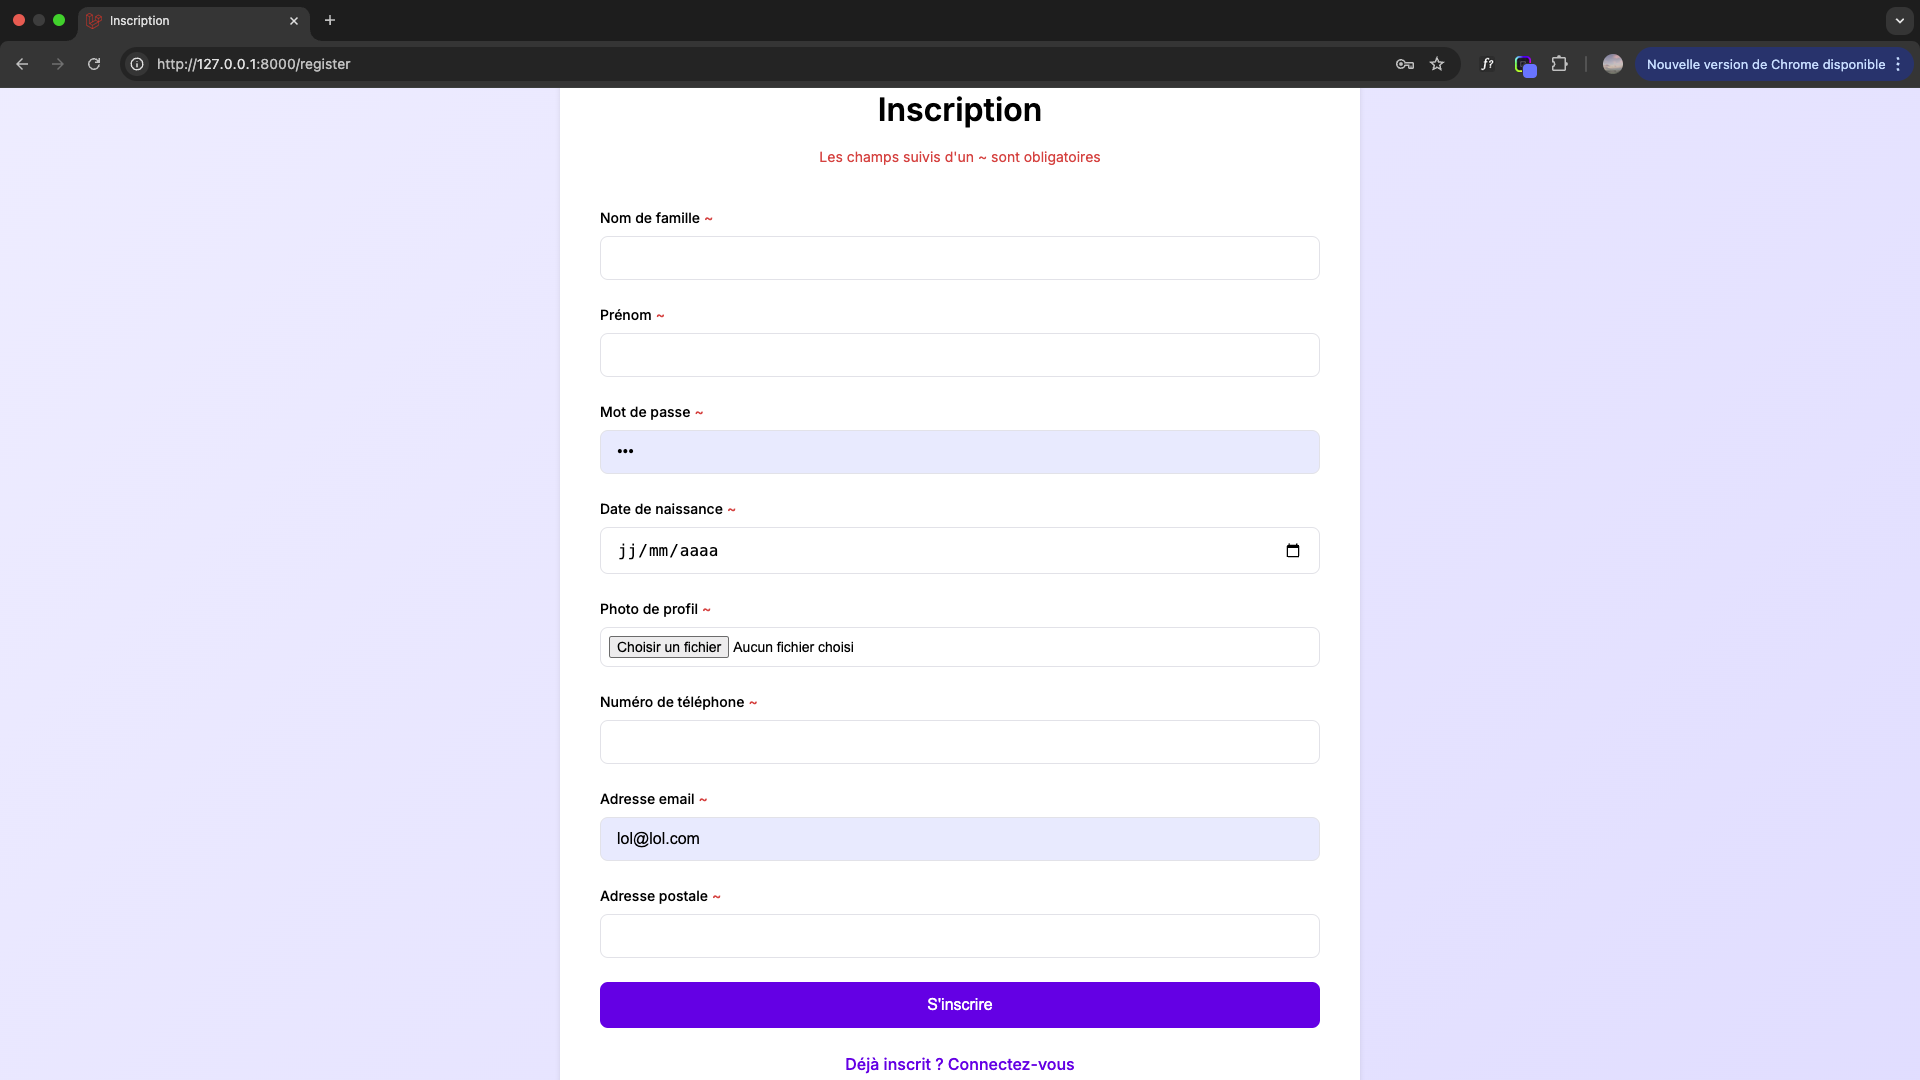 Inscription
http://127.0.0.1:8000/register
f?
Nouvelle version de Chrome disponible
Inscription
Les champs suivis d'un ~ sont obligatoires
Nom de famille ~
Prénom ~
Mot de passe ~
•••
Date de naissance ~
jj/mm/aaaa
Photo de profil ~
Choisir un fichier Aucun fichier choisi
Numéro de téléphone ~
Adresse email ~
lol@lol.com
Adresse postale ~
S'inscrire
Déjà inscrit ? Connectez-vous